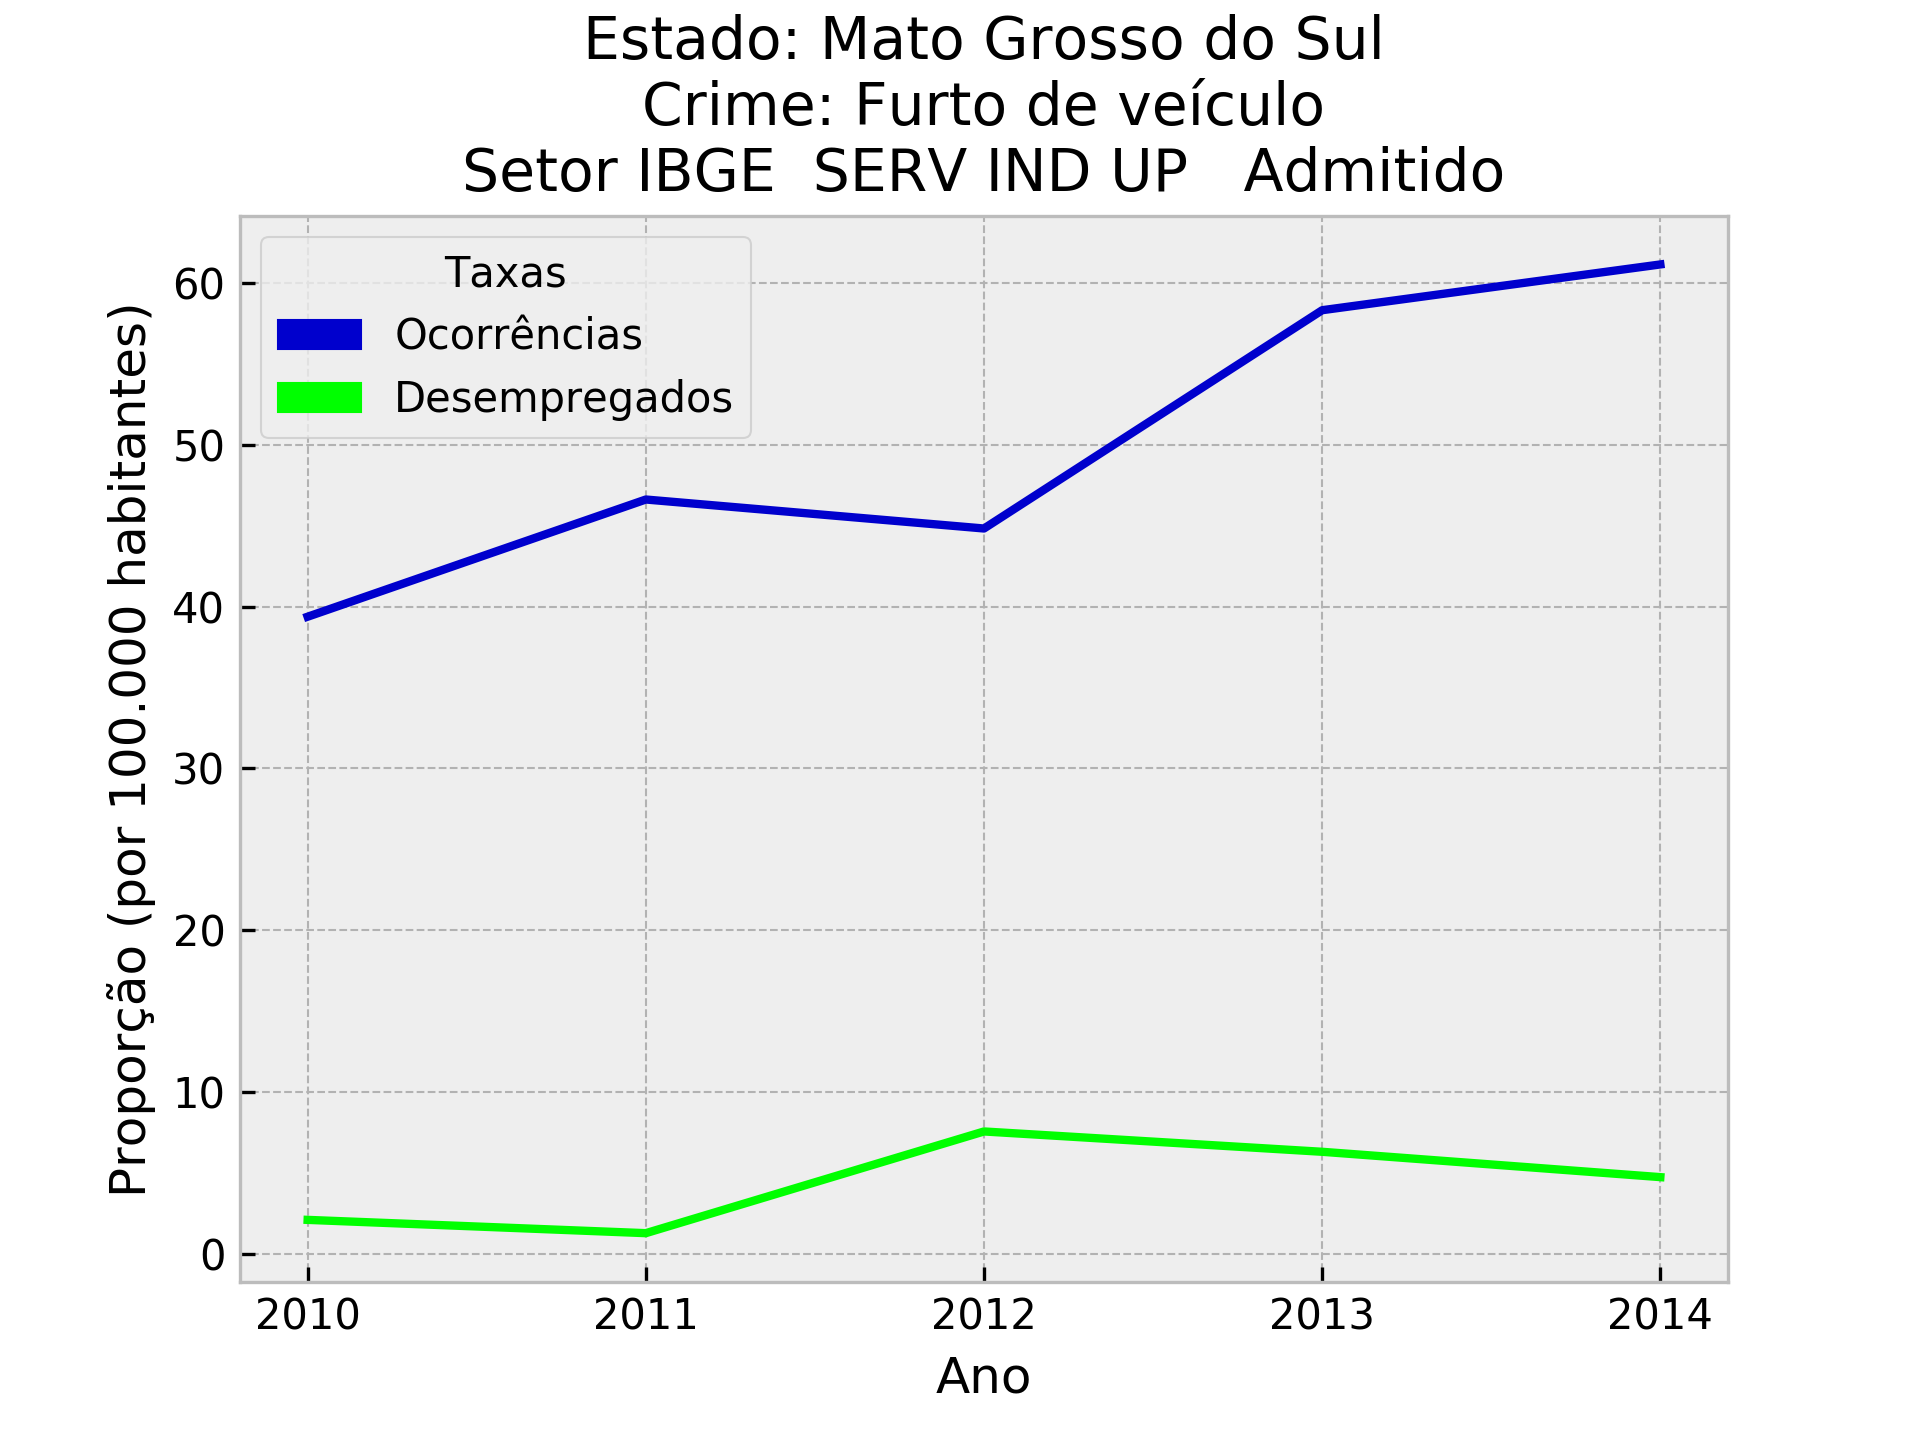 Estado: Mato Grosso do Sul
Crime: Furto de veículo
Setor IBGE  SERV IND UP   Admitido
Taxas
Ocorrências
Desempregados
Proporção (por 100.000 habitantes)
60
50
40
30
20
10
0
2010 2011 2012 2013 2014
Ano